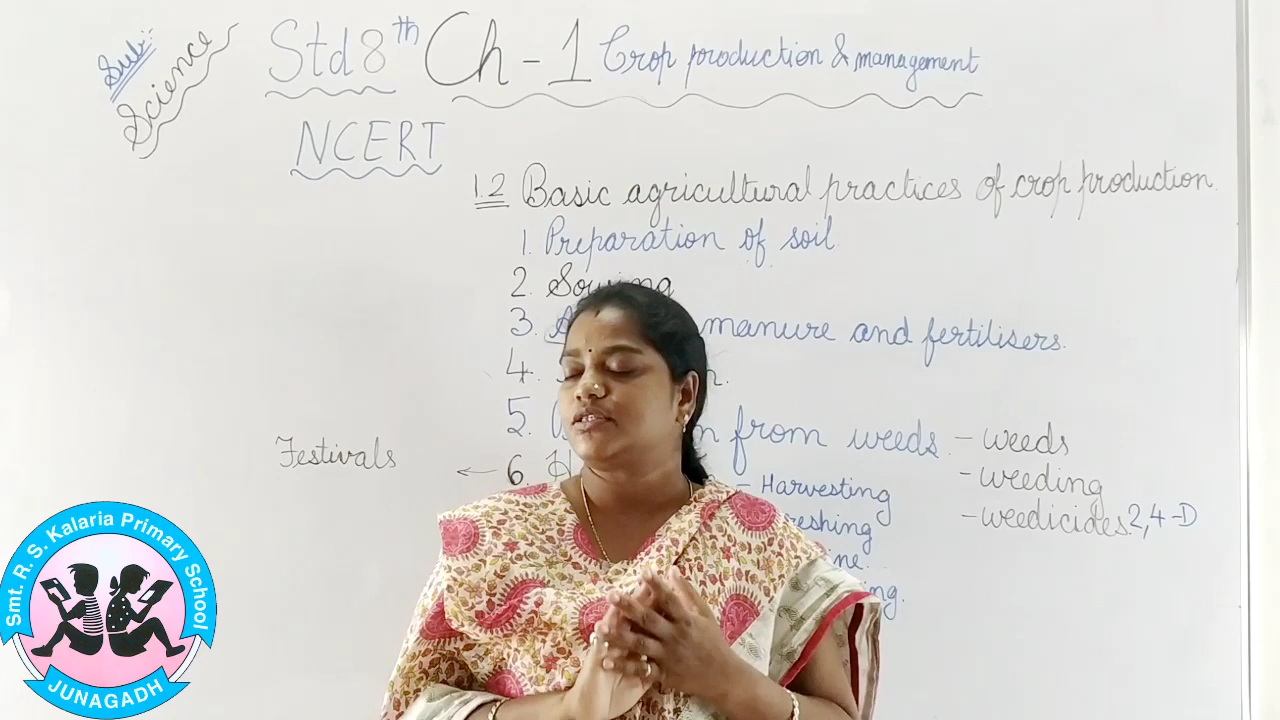 Sub:-
Science
Std 8th Ch - 1 Crop production & management
NCERT
1.2 Basic agricultural practices of crop production
1. Preparation of soil
2. Sowing
3. manure and fertilisers.
4.
5. from weeds - weeds
- weeding
- weedicides 2,4-D
Festivals ← 6. - Harvesting
Smt. R. S. Kalaria Primary School
JUNAGADH